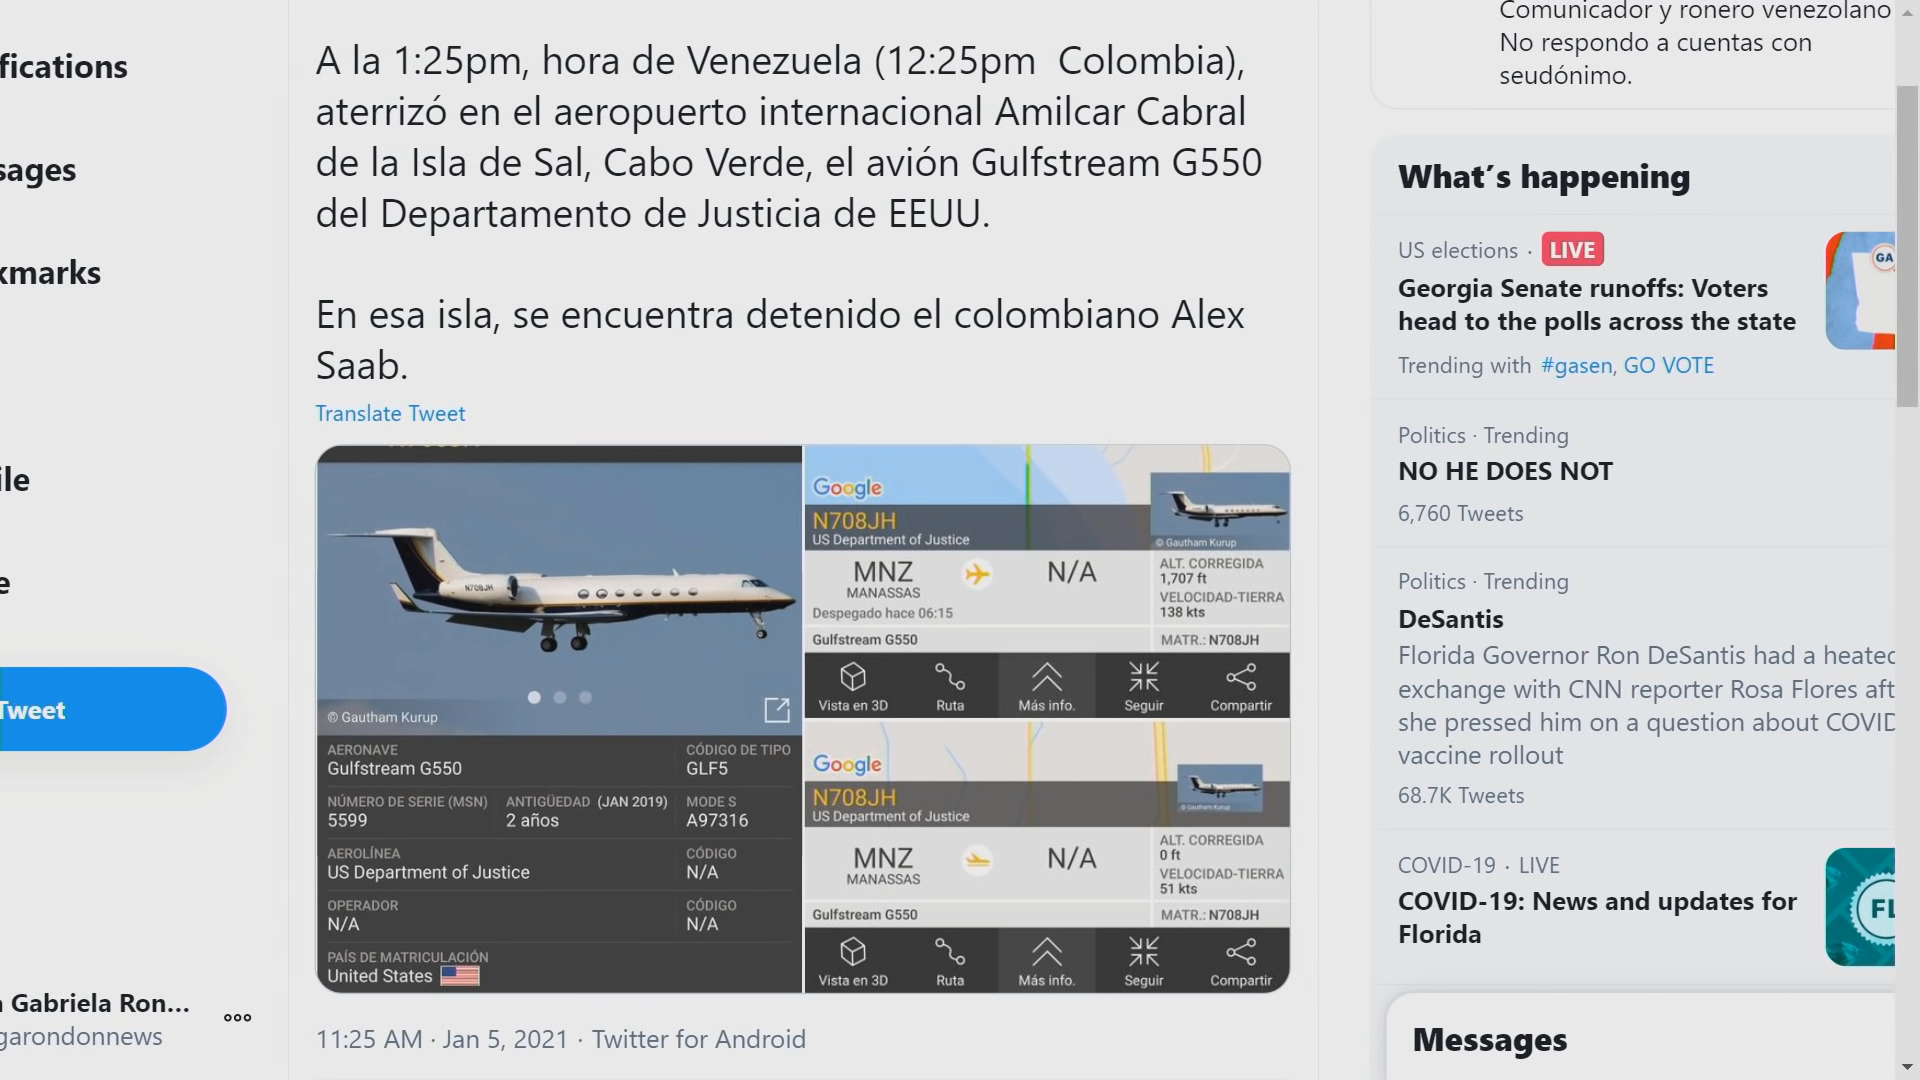 fications
sages
kmarks
ile
e
Tweet
a Gabriela Ron...
garondonnews
A la 1:25pm, hora de Venezuela (12:25pm Colombia),
aterrizó en el aeropuerto internacional Amilcar Cabral
de la Isla de Sal, Cabo Verde, el avión Gulfstream G550
del Departamento de Justicia de EEUU.
En esa isla, se encuentra detenido el colombiano Alex
Saab.
Translate Tweet
N708JH
© Gautham Kurup
AERONAVE
Gulfstream G550
CÓDIGO DE TIPO
GLF5
NÚMERO DE SERIE (MSN)
5599
ANTIGÜEDAD (JAN 2019)
2 años
MODE S
A97316
AEROLÍNEA
US Department of Justice
CÓDIGO
N/A
OPERADOR
N/A
CÓDIGO
N/A
PAÍS DE MATRICULACIÓN
United States
Google
N708JH
US Department of Justice
© Gautham Kurup
MNZ
MANASSAS
N/A
Despegado hace 06:15
ALT. CORREGIDA
1,707 ft
VELOCIDAD-TIERRA
138 kts
Gulfstream G550
MATR.: N708JH
Vista en 3D
Ruta
Más info.
Seguir
Compartir
Google
N708JH
US Department of Justice
© Gautham Kurup
MNZ
MANASSAS
N/A
ALT. CORREGIDA
0 ft
VELOCIDAD-TIERRA
51 kts
Gulfstream G550
MATR.: N708JH
Vista en 3D
Ruta
Más info.
Seguir
Compartir
11:25 AM · Jan 5, 2021 · Twitter for Android
Comunicador y ronero venezolano
No respondo a cuentas con
seudónimo.
What's happening
US elections · LIVE
Georgia Senate runoffs: Voters
head to the polls across the state
Trending with #gasen, GO VOTE
GA
Politics · Trending
NO HE DOES NOT
6,760 Tweets
Politics · Trending
DeSantis
Florida Governor Ron DeSantis had a heated
exchange with CNN reporter Rosa Flores aft
she pressed him on a question about COVID
vaccine rollout
68.7K Tweets
COVID-19 · LIVE
COVID-19: News and updates for
Florida
FL
Messages